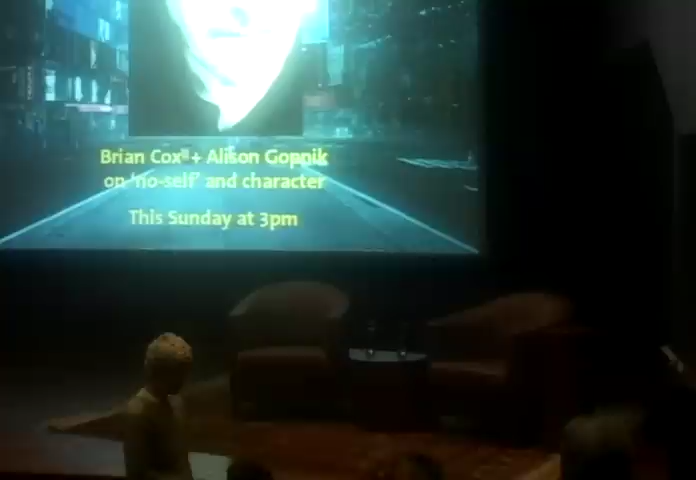 Brian Cox + Alison Gopnik
on 'no-self' and character
This Sunday at 3pm